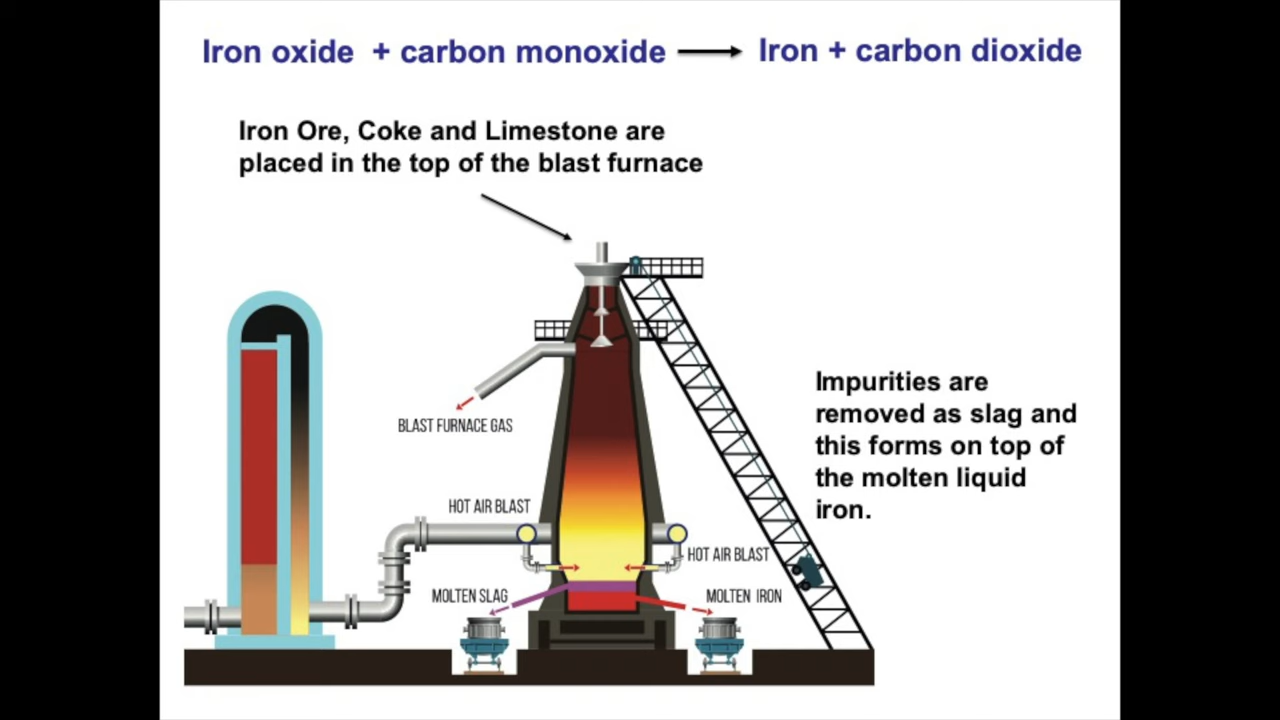 Iron oxide + carbon monoxide → Iron + carbon dioxide
Iron Ore, Coke and Limestone are
placed in the top of the blast furnace
Impurities are
removed as slag and
this forms on top of
the molten liquid
iron.
BLAST FURNACE GAS
HOT AIR BLAST
HOT AIR BLAST
MOLTEN SLAG
MOLTEN IRON